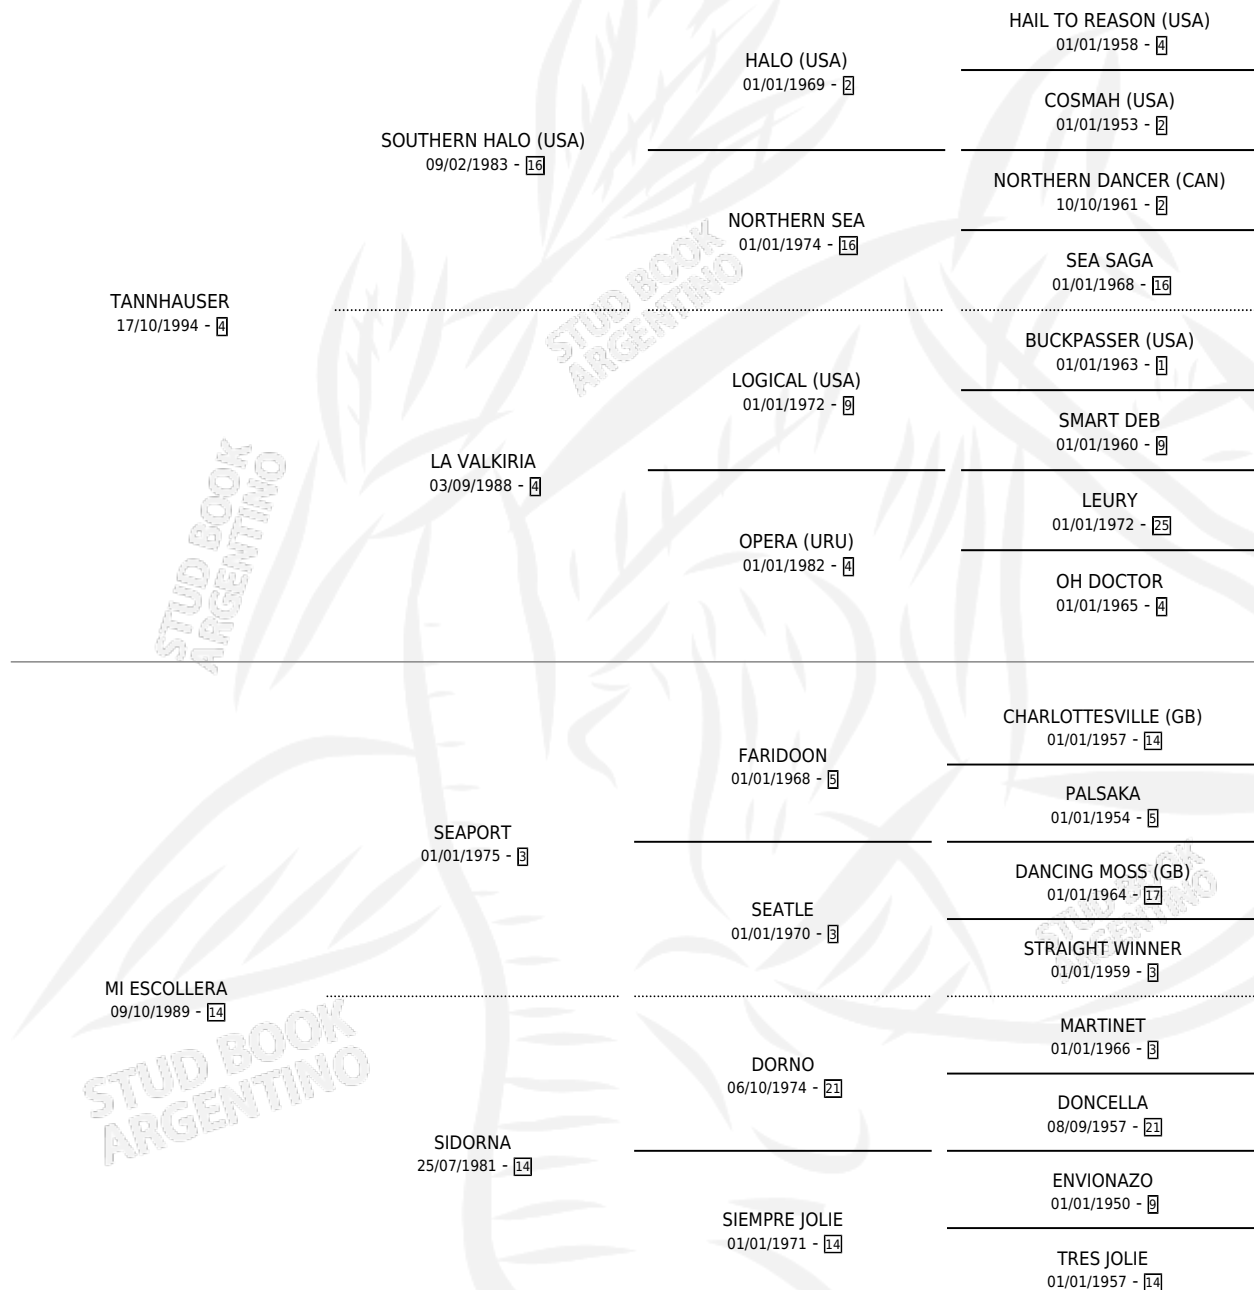 HAIL TO REASON (USA)
01/01/1958 - 4
HALO (USA)
01/01/1969 - 2
COSMAH (USA)
01/01/1953 - 2
SOUTHERN HALO (USA)
09/02/1983 - 16
NORTHERN DANCER (CAN)
10/10/1961 - 2
NORTHERN SEA
01/01/1974 - 16
SEA SAGA
01/01/1968 - 16
TANNHAUSER
17/10/1994 - 4
BUCKPASSER (USA)
01/01/1963 - 1
LOGICAL (USA)
01/01/1972 - 9
SMART DEB
01/01/1960 - 9
LA VALKIRIA
03/09/1988 - 4
LEURY
01/01/1972 - 25
OPERA (URU)
01/01/1982 - 4
OH DOCTOR
01/01/1965 - 4
CHARLOTTESVILLE (GB)
01/01/1957 - 14
FARIDOON
01/01/1968 - 5
PALSAKA
01/01/1954 - 5
SEAPORT
01/01/1975 - 3
DANCING MOSS (GB)
01/01/1964 - 17
SEATLE
01/01/1970 - 3
STRAIGHT WINNER
01/01/1959 - 3
MI ESCOLLERA
09/10/1989 - 14
MARTINET
01/01/1966 - 3
DORNO
06/10/1974 - 21
DONCELLA
08/09/1957 - 21
SIDORNA
25/07/1981 - 14
ENVIONAZO
01/01/1950 - 9
SIEMPRE JOLIE
01/01/1971 - 14
TRES JOLIE
01/01/1957 - 14
STUD BOOK
ARGENTINO
STUD BOOK
ARGENTINO
STUD BOOK
ARGENTINO
STUD BOOK
ARGENTINO